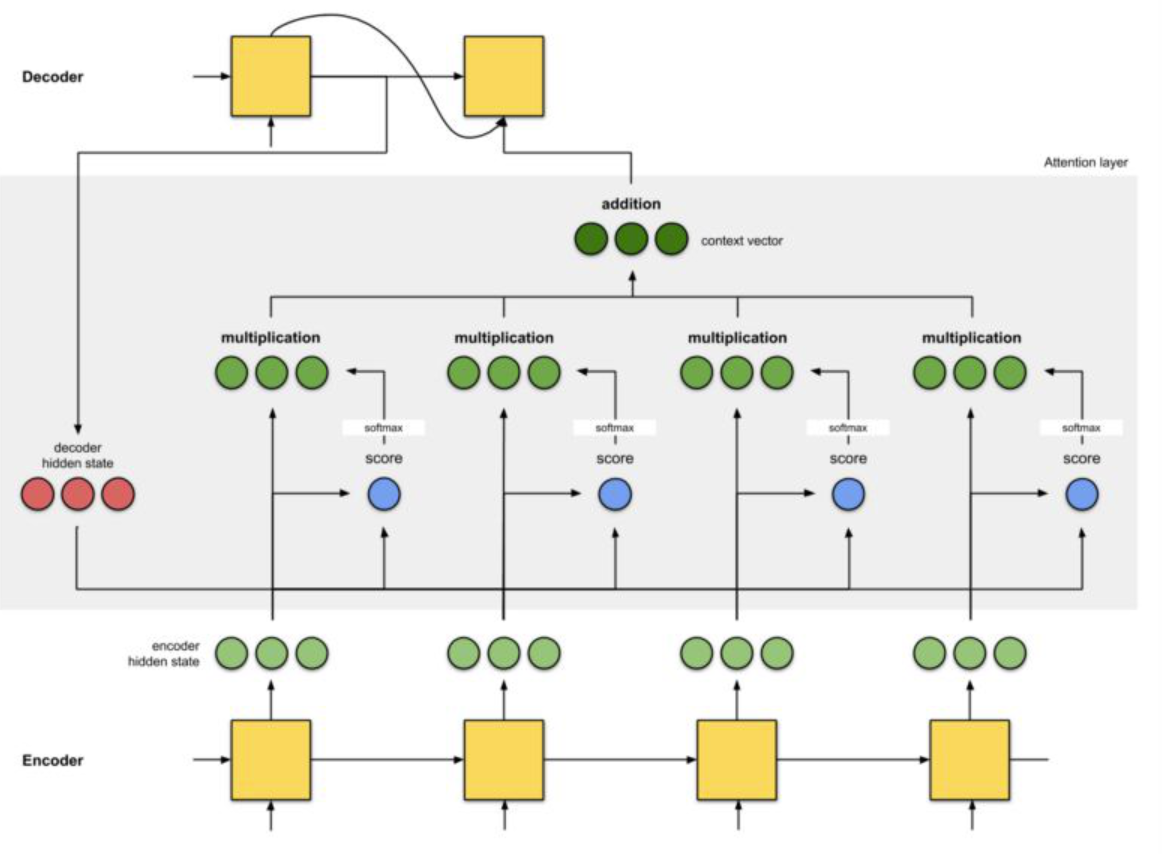 Decoder
Attention layer
addition
context vector
multiplication
multiplication
multiplication
multiplication
softmax
softmax
softmax
softmax
decoder
hidden state
score
score
score
score
encoder
hidden state
Encoder